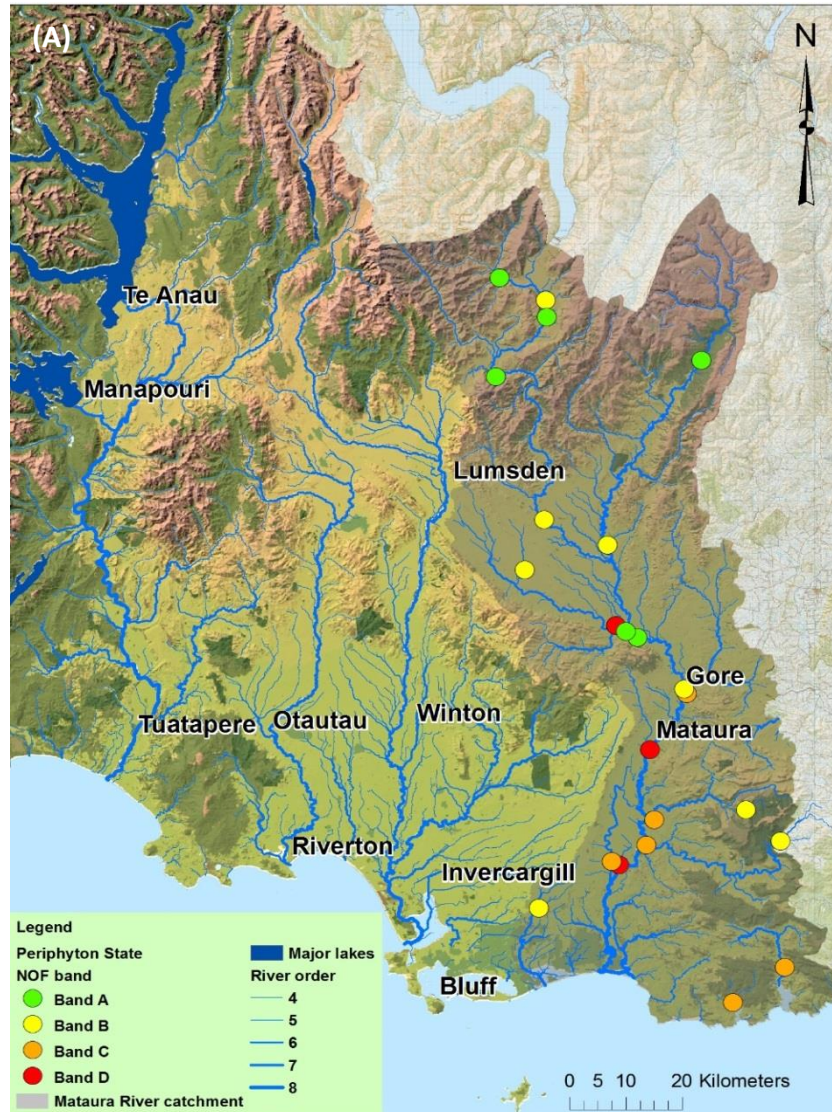 (A)
N
Te Anau
Manapouri
Lumsden
Gore
Tuatapere
Otautau
Winton
Mataura
Riverton
Invercargill
Bluff
Legend
Periphyton State
NOF band
Band A
Band B
Band C
Band D
Mataura River catchment
Major lakes
River order
4
5
6
7
8
0 5 10 20 Kilometers